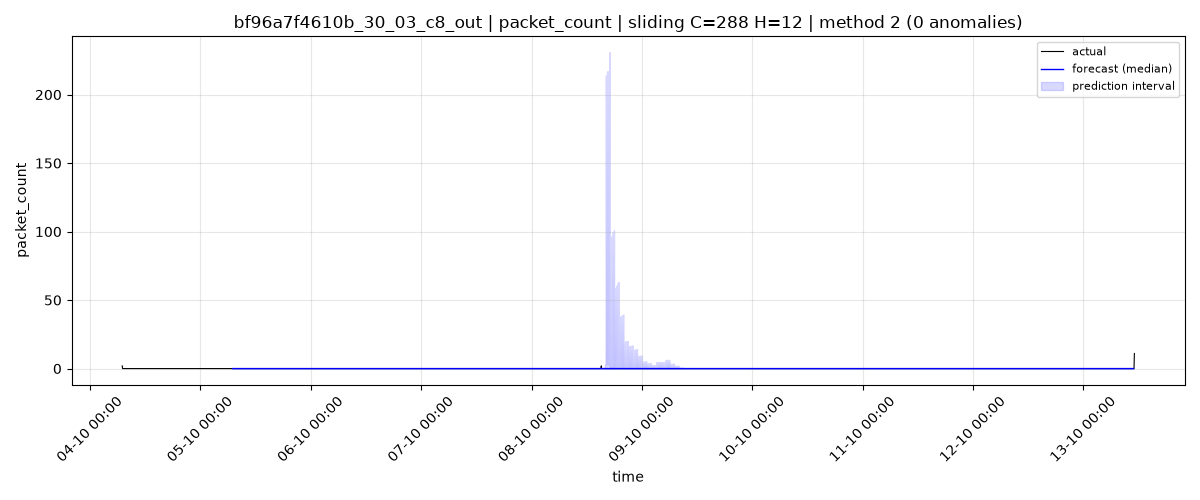 bf96a7f4610b_30_03_c8_out | packet_count | sliding C=288 H=12 | method 2 (0 anomalies)
actual
forecast (median)
prediction interval
packet_count
200
150
100
50
0
04-10 00:00
05-10 00:00
06-10 00:00
07-10 00:00
08-10 00:00
09-10 00:00
10-10 00:00
11-10 00:00
12-10 00:00
13-10 00:00
time